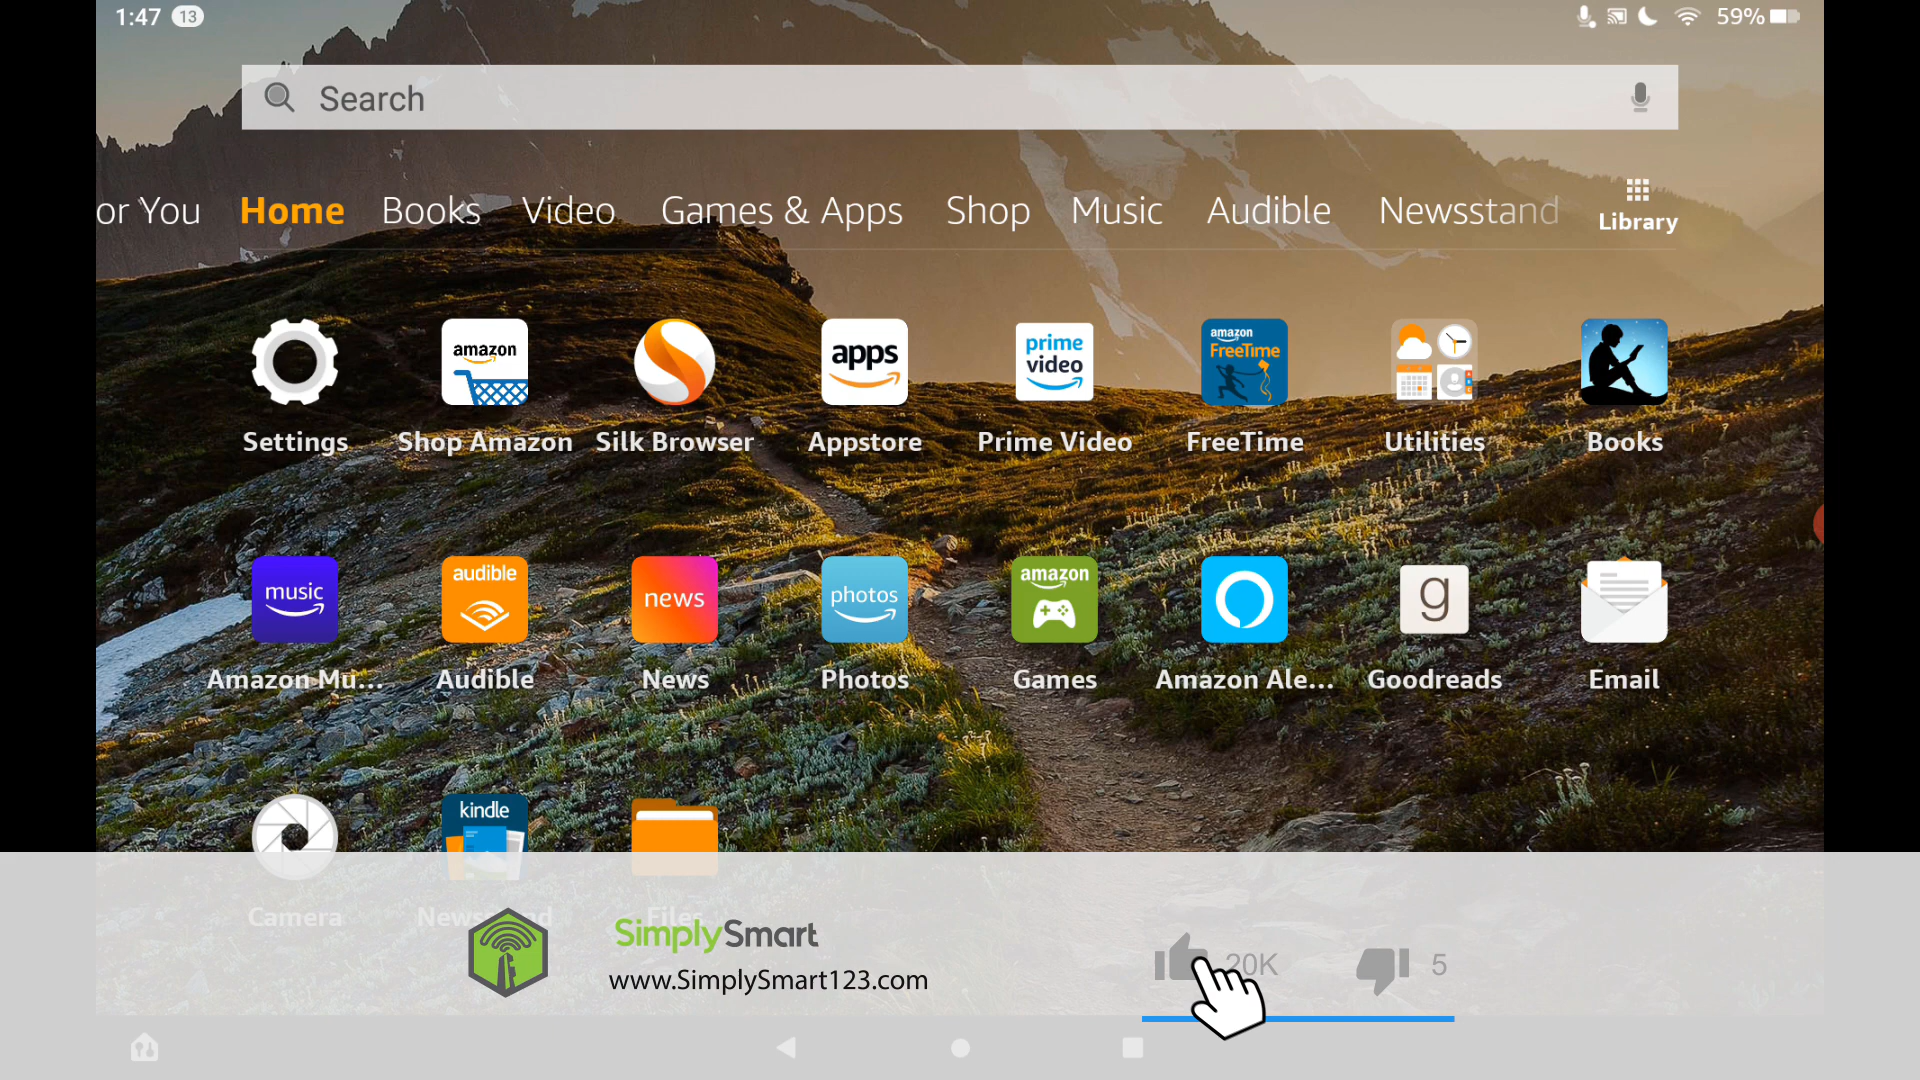 1:47 13 59%
Search
or You Home Books Video Games & Apps Shop Music Audible Newsstand Library
amazon apps prime video amazon FreeTime
Settings Shop Amazon Silk Browser Appstore Prime Video FreeTime Utilities Books
music audible news photos amazon g
Amazon Mu... Audible News Photos Games Amazon Ale... Goodreads Email
kindle
Camera Files
SimplySmart
www.SimplySmart123.com
20K 5